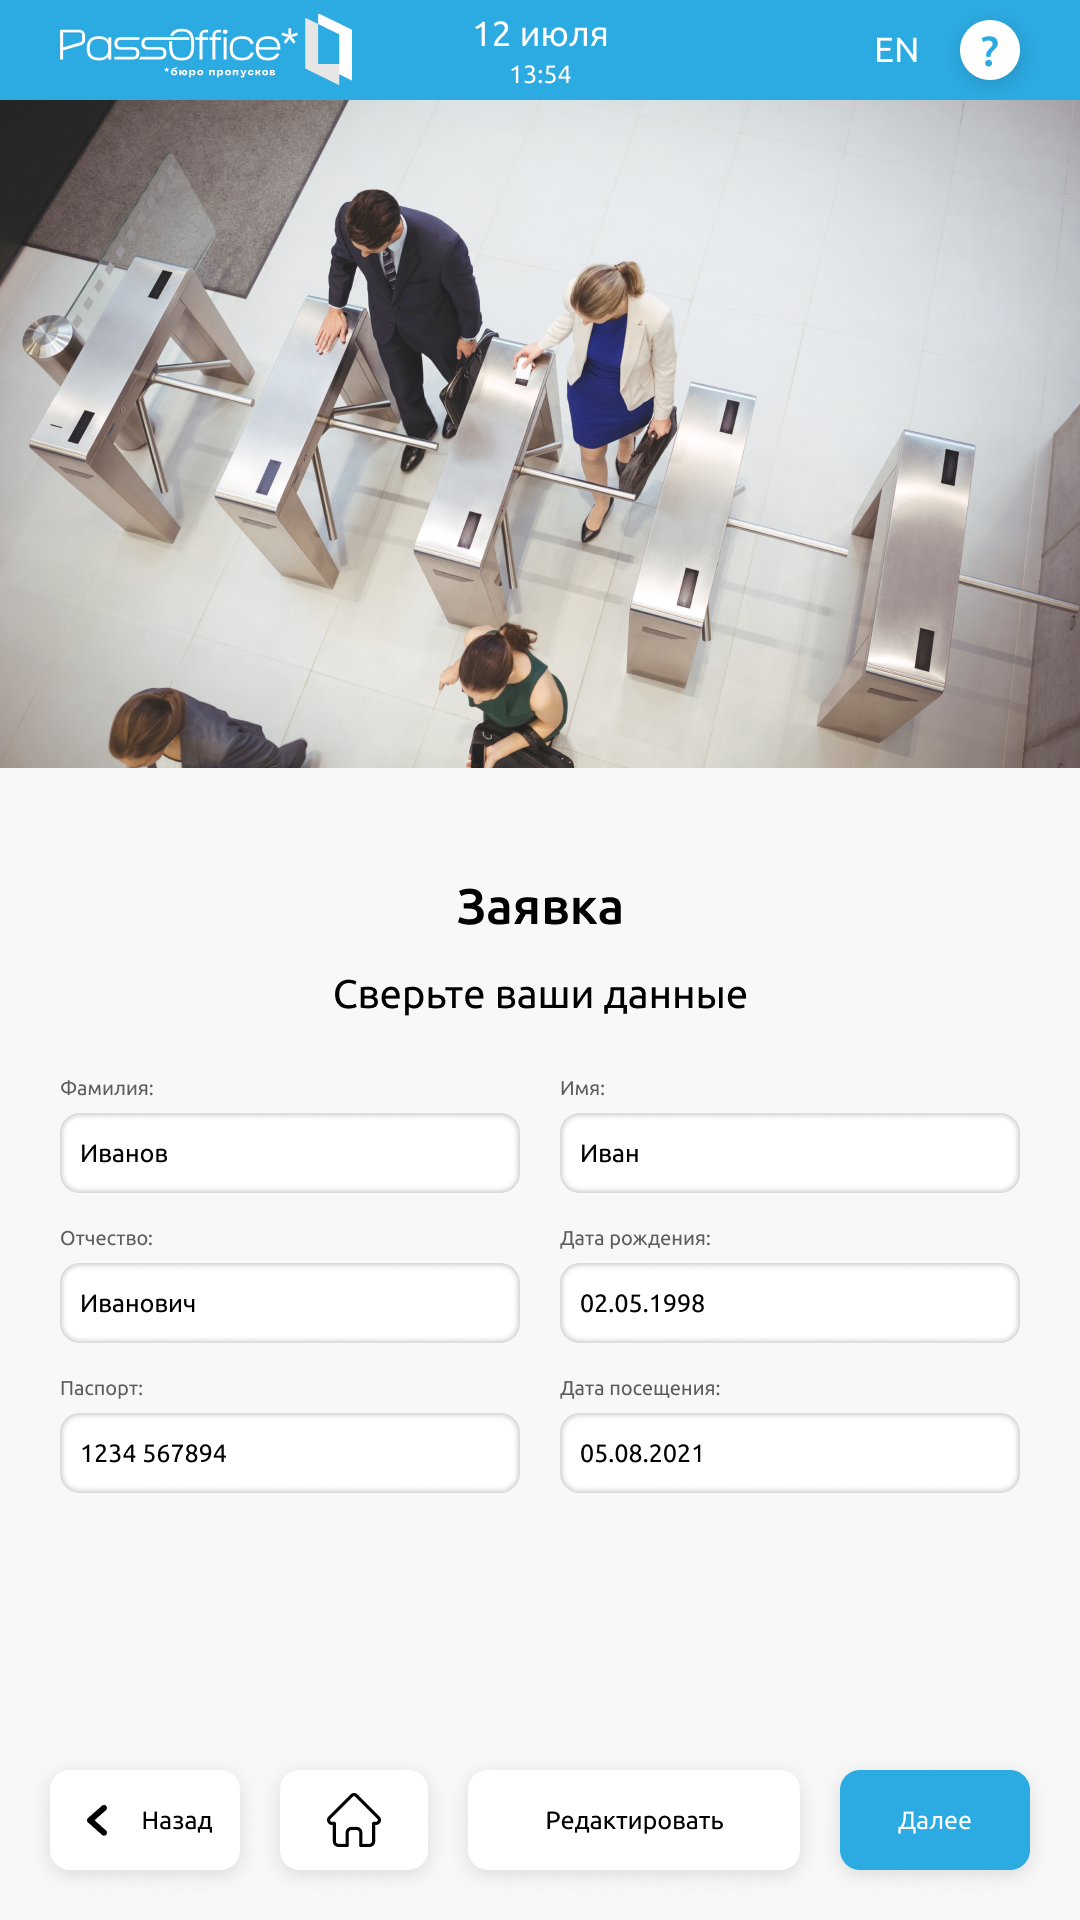 PassOffice*
*бюро пропусков
12 июля
13:54
EN
?
Заявка
Сверьте ваши данные
Фамилия:
Имя:
Иванов
Иван
Отчество:
Дата рождения:
Иванович
02.05.1998
Паспорт:
Дата посещения:
1234 567894
05.08.2021
Назад
Редактировать
Далее